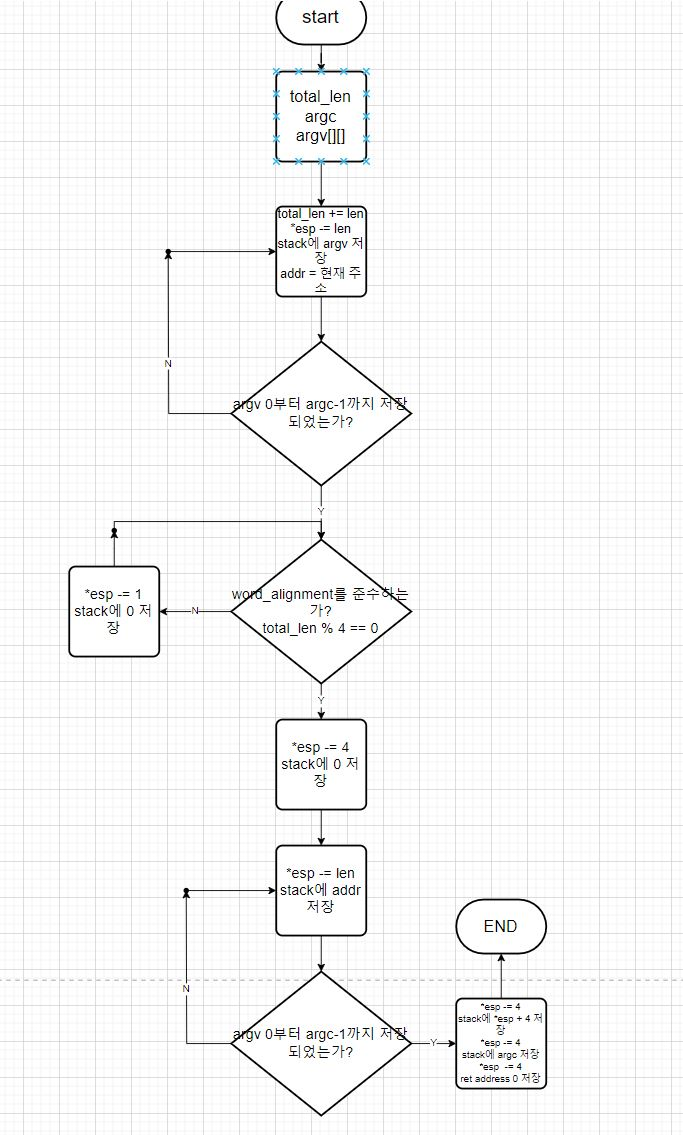 start
total_len
argc
argv[][]
total_len += len
*esp -= len
stack에 argv 저
장
addr = 현재 주
소
N
argv 0부터 argc-1까지 저장
되었는가?
Y
*esp -= 1
stack에 0 저
장
N
word_alignment를 준수하는
가?
total_len % 4 == 0
Y
*esp -= 4
stack에 0 저
장
*esp -= len
stack에 addr
저장
END
N
argv 0부터 argc-1까지 저장
되었는가?
Y
*esp -= 4
stack에 *esp + 4 저
장
*esp -= 4
stack에 argc 저장
*esp -= 4
ret address 0 저장